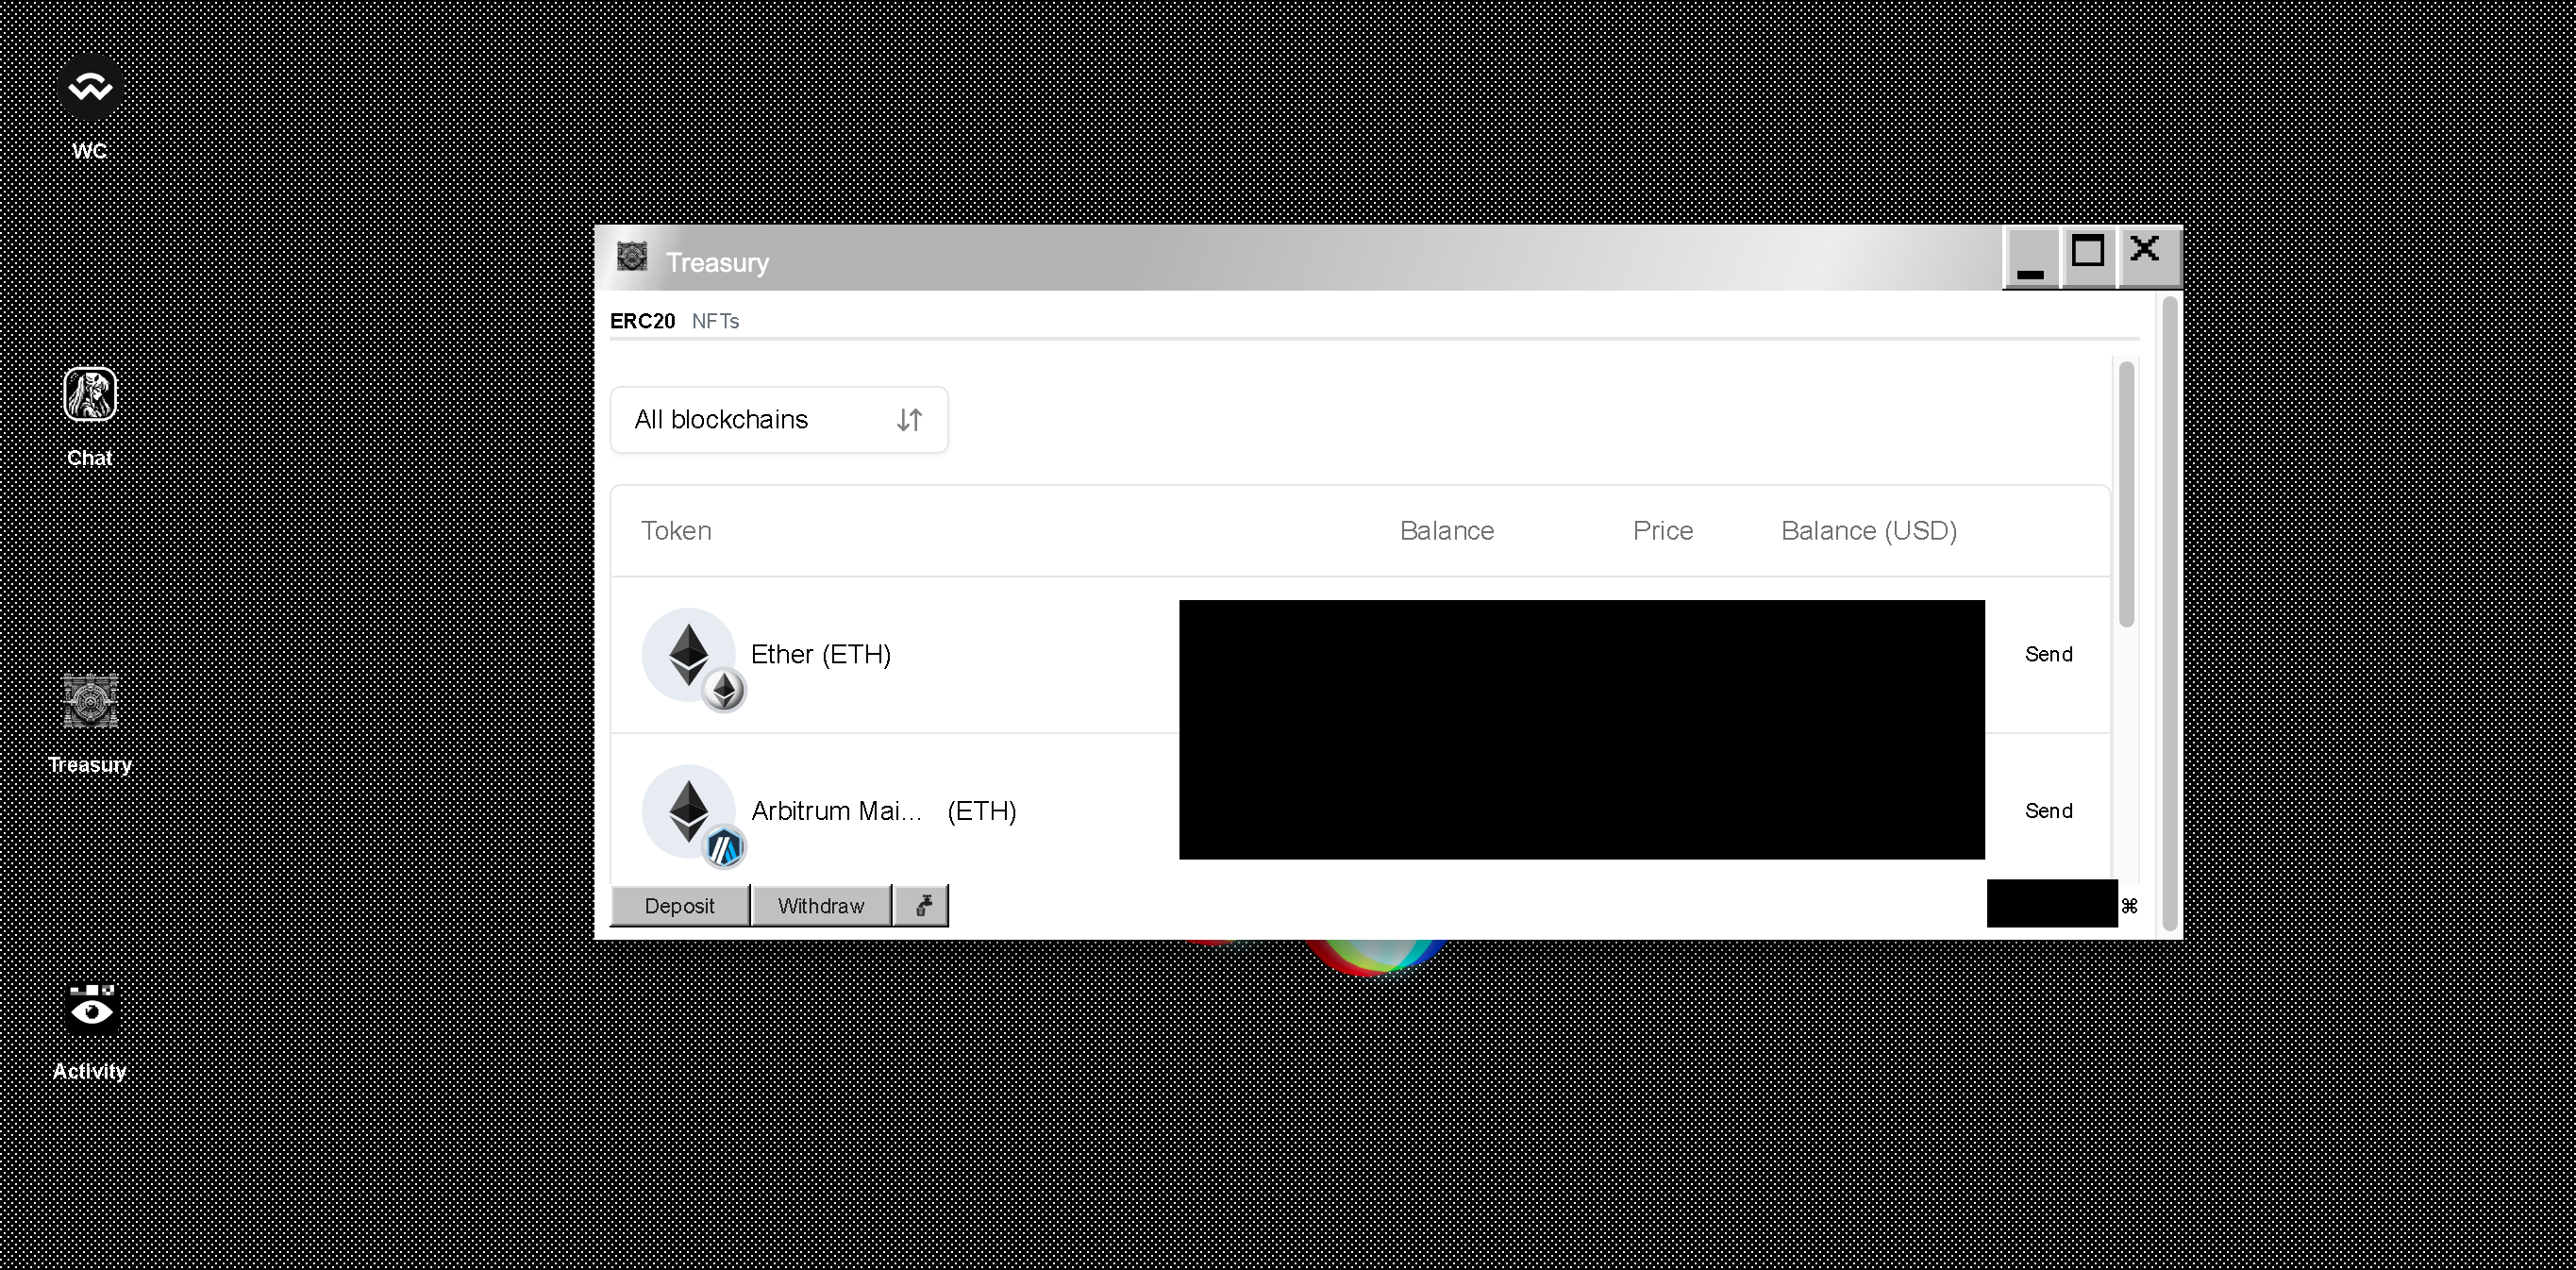 WC
Chat
Treasury
Activity
Treasury
ERC20 NFTs
All blockchains
Token Balance Price Balance (USD)
Ether (ETH) Send
Arbitrum Mai... (ETH) Send
Deposit Withdraw ⌘